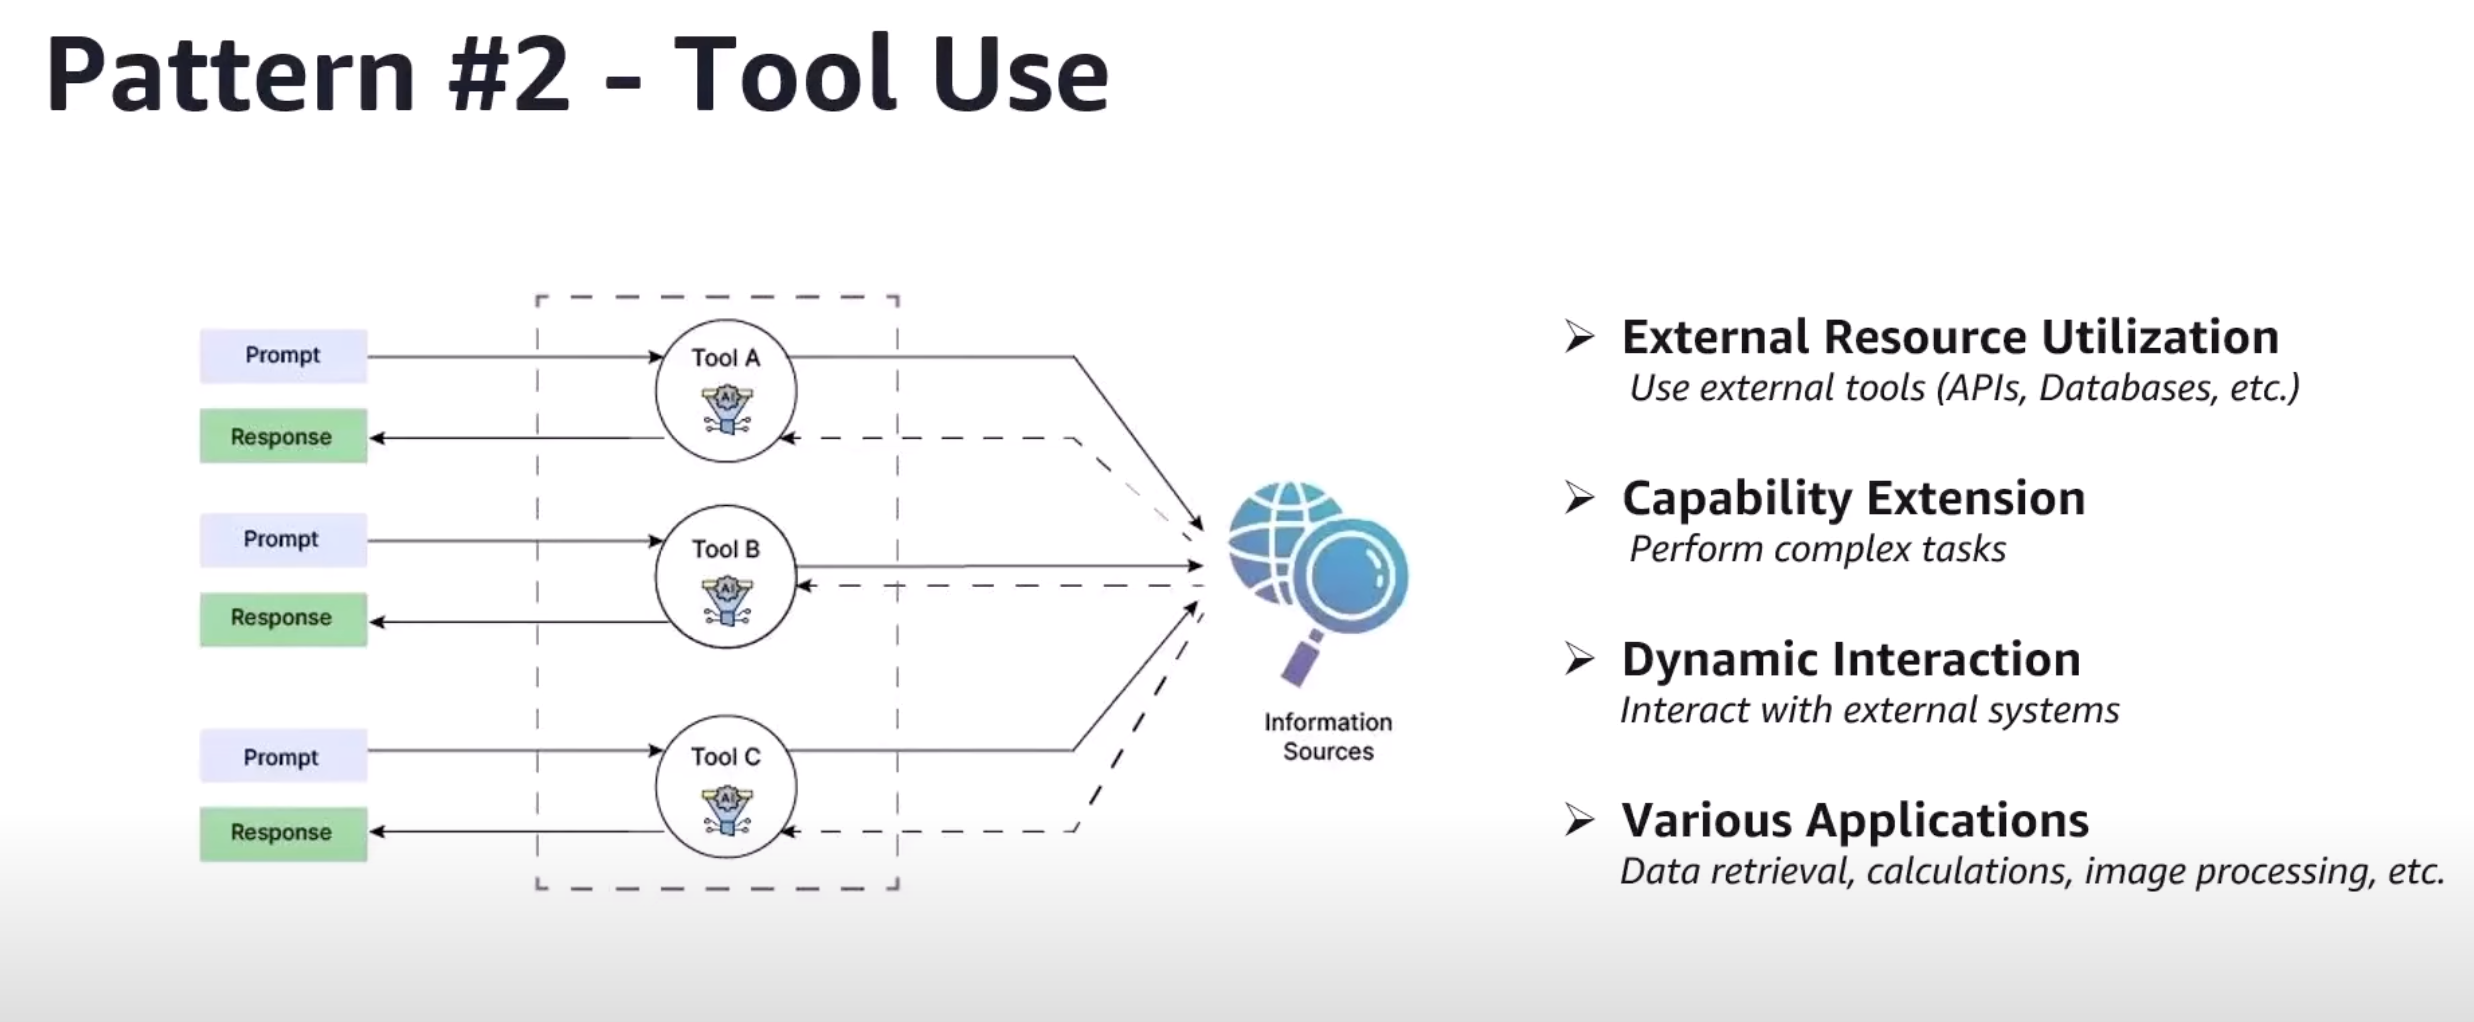 Pattern #2 - Tool Use
Prompt
Tool A
AI
Response
Prompt
Tool B
AI
Response
Prompt
Tool C
AI
Response
Information
Sources
External Resource Utilization
Use external tools (APIs, Databases, etc.)
Capability Extension
Perform complex tasks
Dynamic Interaction
Interact with external systems
Various Applications
Data retrieval, calculations, image processing, etc.